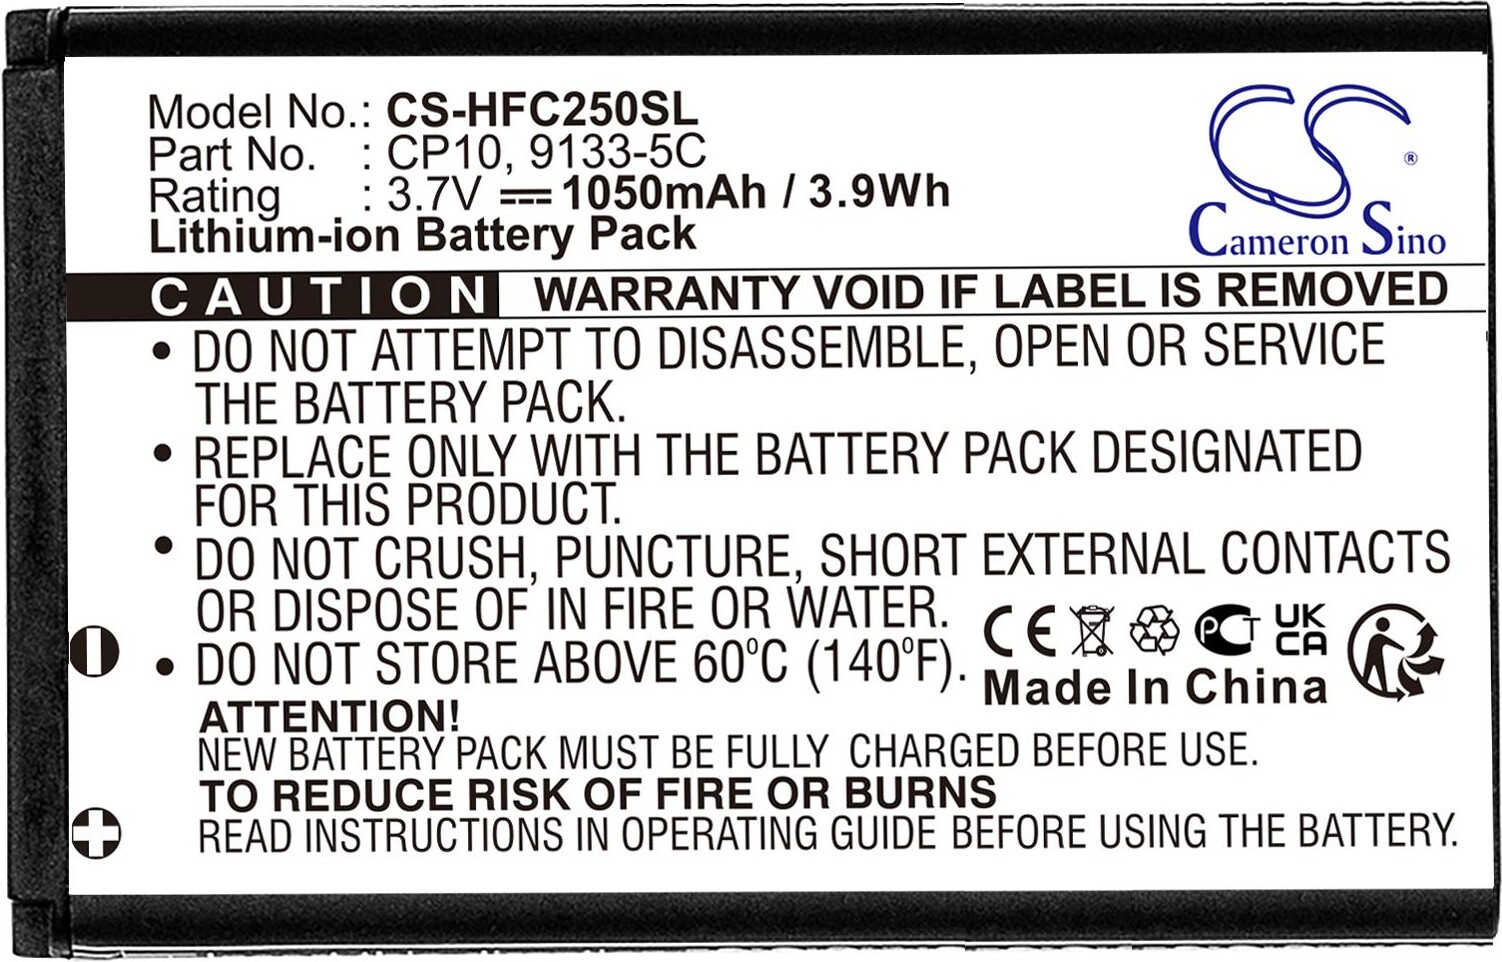 Model No.: CS-HFC250SL
Part No. : CP10, 9133-5C
Rating : 3.7V 1050mAh / 3.9Wh
Lithium-ion Battery Pack
CS ®
Cameron Sino
CAUTION WARRANTY VOID IF LABEL IS REMOVED
• DO NOT ATTEMPT TO DISASSEMBLE, OPEN OR SERVICE
THE BATTERY PACK.
• REPLACE ONLY WITH THE BATTERY PACK DESIGNATED
FOR THIS PRODUCT.
• DO NOT CRUSH, PUNCTURE, SHORT EXTERNAL CONTACTS
OR DISPOSE OF IN FIRE OR WATER.
• DO NOT STORE ABOVE 60°C (140°F).
CE PCT UK
CA
Made In China
ATTENTION!
NEW BATTERY PACK MUST BE FULLY CHARGED BEFORE USE.
TO REDUCE RISK OF FIRE OR BURNS
READ INSTRUCTIONS IN OPERATING GUIDE BEFORE USING THE BATTERY.